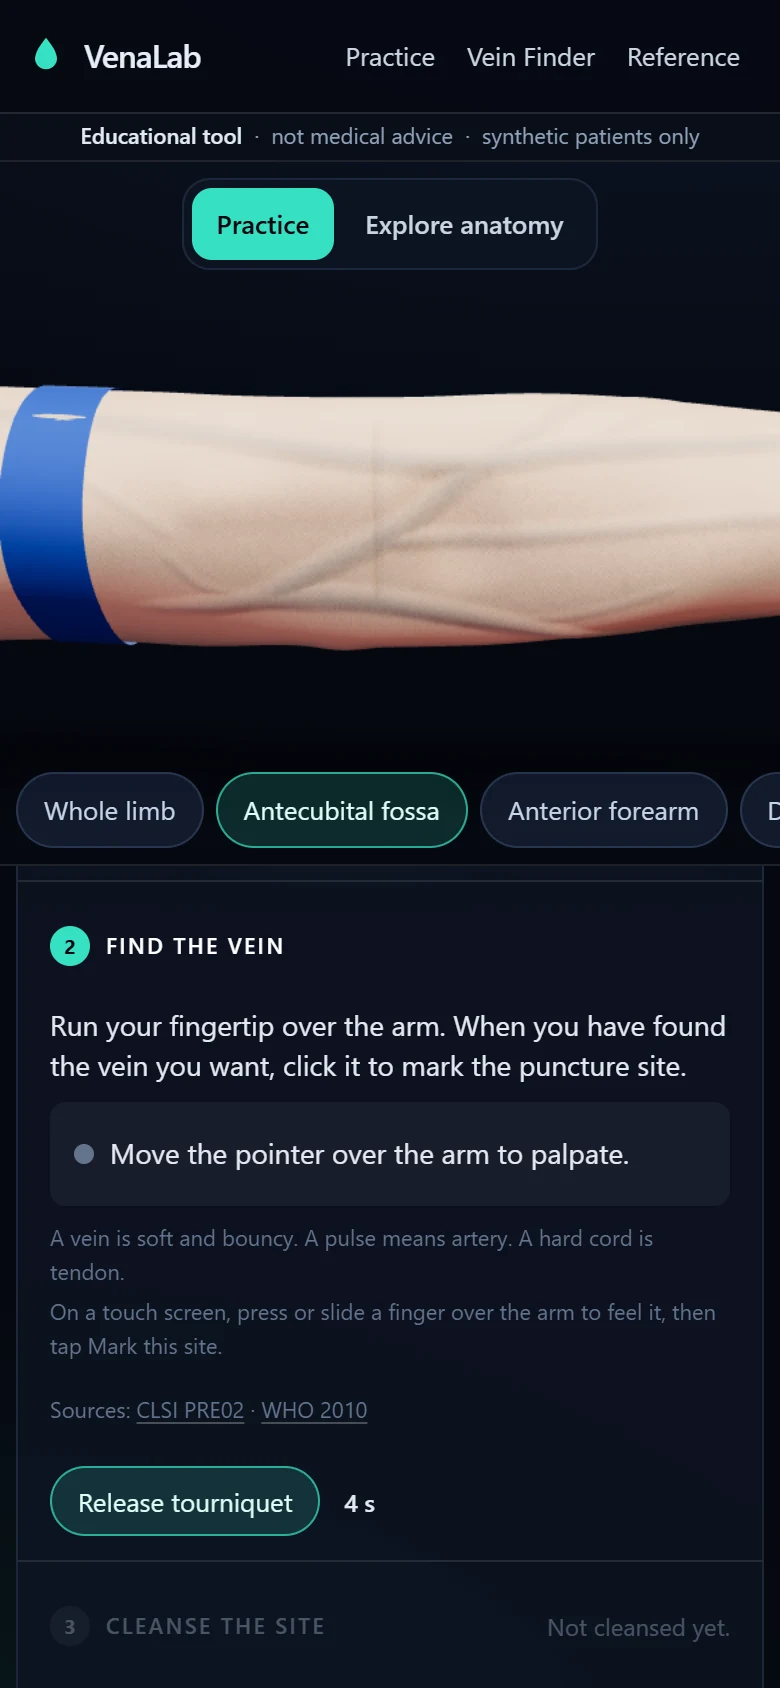 VenaLab
Practice Vein Finder Reference
Educational tool · not medical advice · synthetic patients only
Practice Explore anatomy
Whole limb Antecubital fossa Anterior forearm D
2 FIND THE VEIN
Run your fingertip over the arm. When you have found
the vein you want, click it to mark the puncture site.
Move the pointer over the arm to palpate.
A vein is soft and bouncy. A pulse means artery. A hard cord is
tendon.
On a touch screen, press or slide a finger over the arm to feel it, then
tap Mark this site.
Sources: CLSI PRE02 · WHO 2010
Release tourniquet 4 s
3 CLEANSE THE SITE Not cleansed yet.